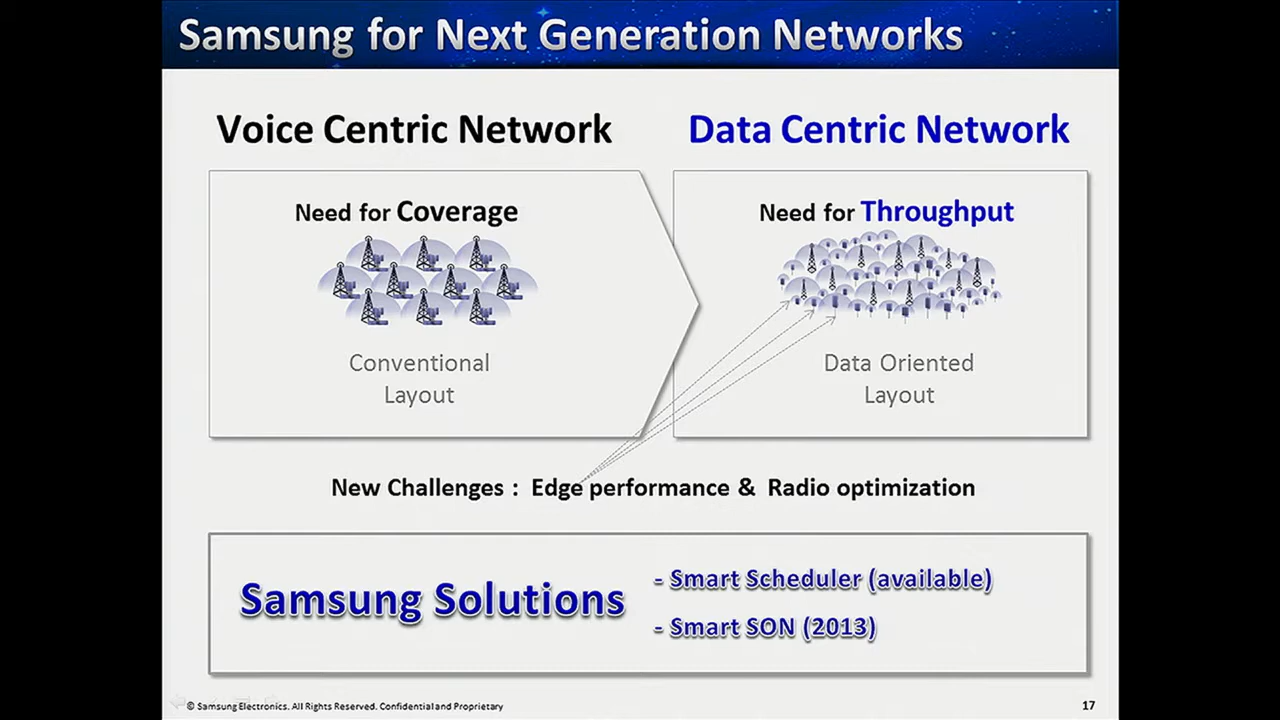 Samsung for Next Generation Networks
Voice Centric Network
Data Centric Network
Need for Coverage
Need for Throughput
Conventional
Layout
Data Oriented
Layout
New Challenges : Edge performance & Radio optimization
Samsung Solutions
- Smart Scheduler (available)
- Smart SON (2013)
© Samsung Electronics. All Rights Reserved. Confidential and Proprietary
17